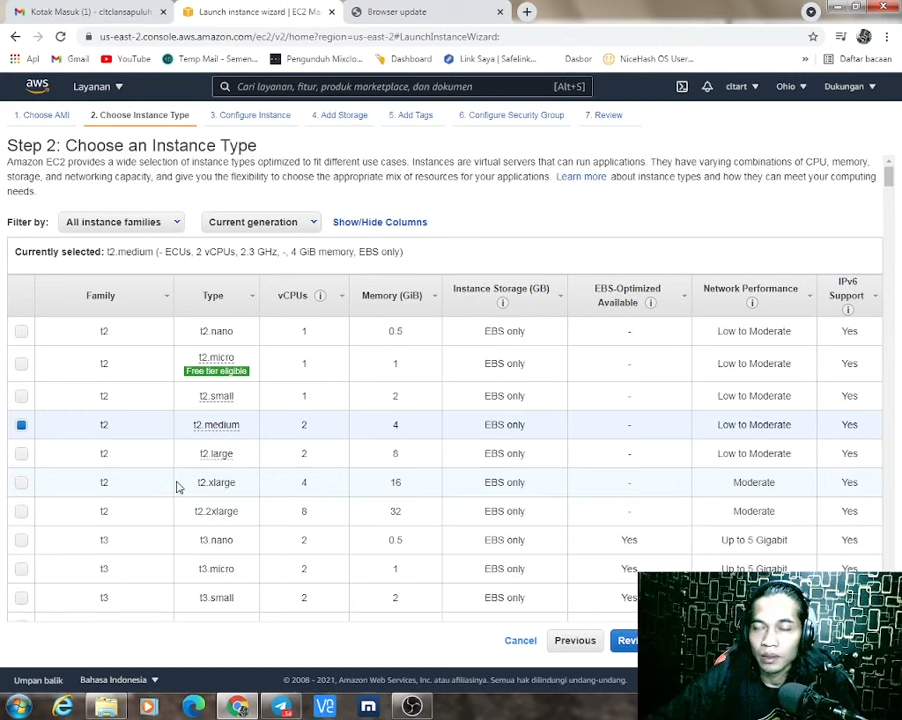 Kotak Masuk (1) - citclansapuluh
Launch instance wizard | EC2 Ma
Browser update
us-east-2.console.aws.amazon.com/ec2/v2/home?region=us-east-2#LaunchInstanceWizard:
Apl
Gmail
YouTube
Temp Mail - Semen...
Pengunduh Mixclo...
Dashboard
Link Saya | Safelink...
Dasbor
NiceHash OS User...
»
Daftar bacaan
aws
Layanan
Cari layanan, fitur, produk marketplace, dan dokumen
[Alt+S]
citart
Ohio
Dukungan
1. Choose AMI
2. Choose Instance Type
3. Configure Instance
4. Add Storage
5. Add Tags
6. Configure Security Group
7. Review
Step 2: Choose an Instance Type
Amazon EC2 provides a wide selection of instance types optimized to fit different use cases. Instances are virtual servers that can run applications. They have varying combinations of CPU, memory,
storage, and networking capacity, and give you the flexibility to choose the appropriate mix of resources for your applications. Learn more about instance types and how they can meet your computing
needs.
Filter by:
All instance families
Current generation
Show/Hide Columns
Currently selected: t2.medium (- ECUs, 2 vCPUs, 2.3 GHz, -, 4 GiB memory, EBS only)
Family
Type
vCPUs
Memory (GiB)
Instance Storage (GB)
EBS-Optimized Available
Network Performance
IPv6 Support
t2 t2.nano 1 0.5 EBS only - Low to Moderate Yes
t2 t2.micro 1 1 EBS only - Low to Moderate Yes
Free tier eligible
t2 t2.small 1 2 EBS only - Low to Moderate Yes
t2 t2.medium 2 4 EBS only - Low to Moderate Yes
t2 t2.large 2 8 EBS only - Low to Moderate Yes
t2 t2.xlarge 4 16 EBS only - Moderate Yes
t2 t2.2xlarge 8 32 EBS only - Moderate Yes
t3 t3.nano 2 0.5 EBS only Yes Up to 5 Gigabit Yes
t3 t3.micro 2 1 EBS only Yes
t3 t3.small 2 2 EBS only Yes
Cancel
Previous
Umpan balik
Bahasa Indonesia
© 2008 - 2021, Amazon Web Services, Inc. atau afiliasinya. Semua hak dilindungi undang-undang.